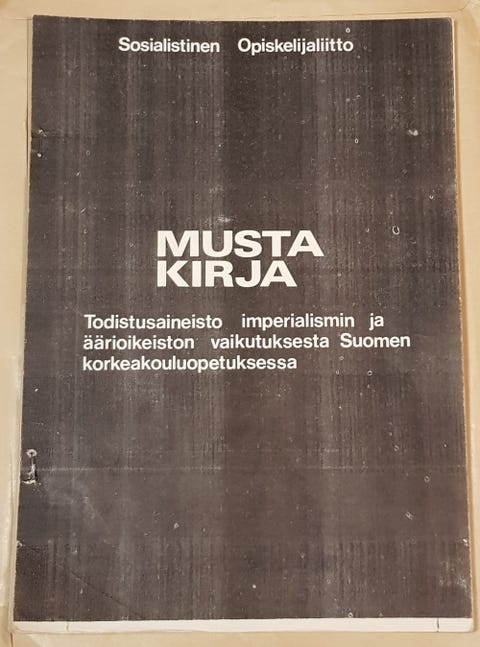 Sosialistinen Opiskelijaliitto
MUSTA
KIRJA
Todistusaineisto imperialismin ja
äärioikeiston vaikutuksesta Suomen
korkeakouluopetuksessa